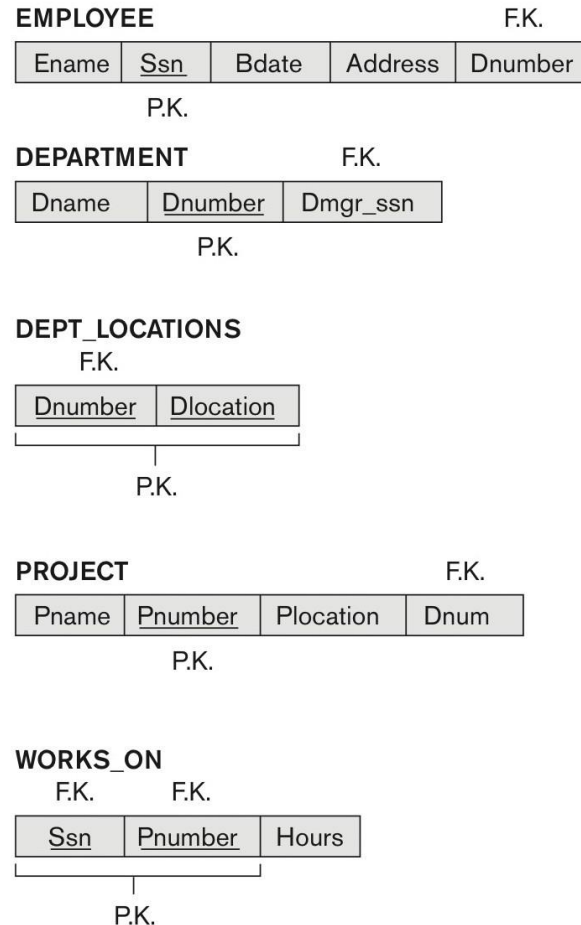 EMPLOYEE F.K.
Ename Ssn Bdate Address Dnumber
P.K.
DEPARTMENT F.K.
Dname Dnumber Dmgr_ssn
P.K.
DEPT_LOCATIONS
F.K.
Dnumber Dlocation
P.K.
PROJECT F.K.
Pname Pnumber Plocation Dnum
P.K.
WORKS_ON
F.K. F.K.
Ssn Pnumber Hours
P.K.